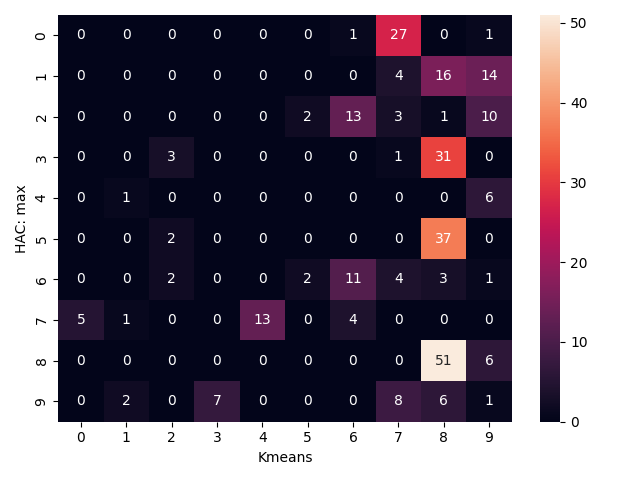 HAC: max
0 0 0 0 0 0 0 1 27 0 1
1 0 0 0 0 0 0 0 4 16 14
2 0 0 0 0 0 2 13 3 1 10
3 0 0 3 0 0 0 0 1 31 0
4 0 1 0 0 0 0 0 0 0 6
5 0 0 2 0 0 0 0 0 37 0
6 0 0 2 0 0 2 11 4 3 1
7 5 1 0 0 13 0 4 0 0 0
8 0 0 0 0 0 0 0 0 51 6
9 0 2 0 7 0 0 0 8 6 1
0 1 2 3 4 5 6 7 8 9
Kmeans
50
40
30
20
10
0